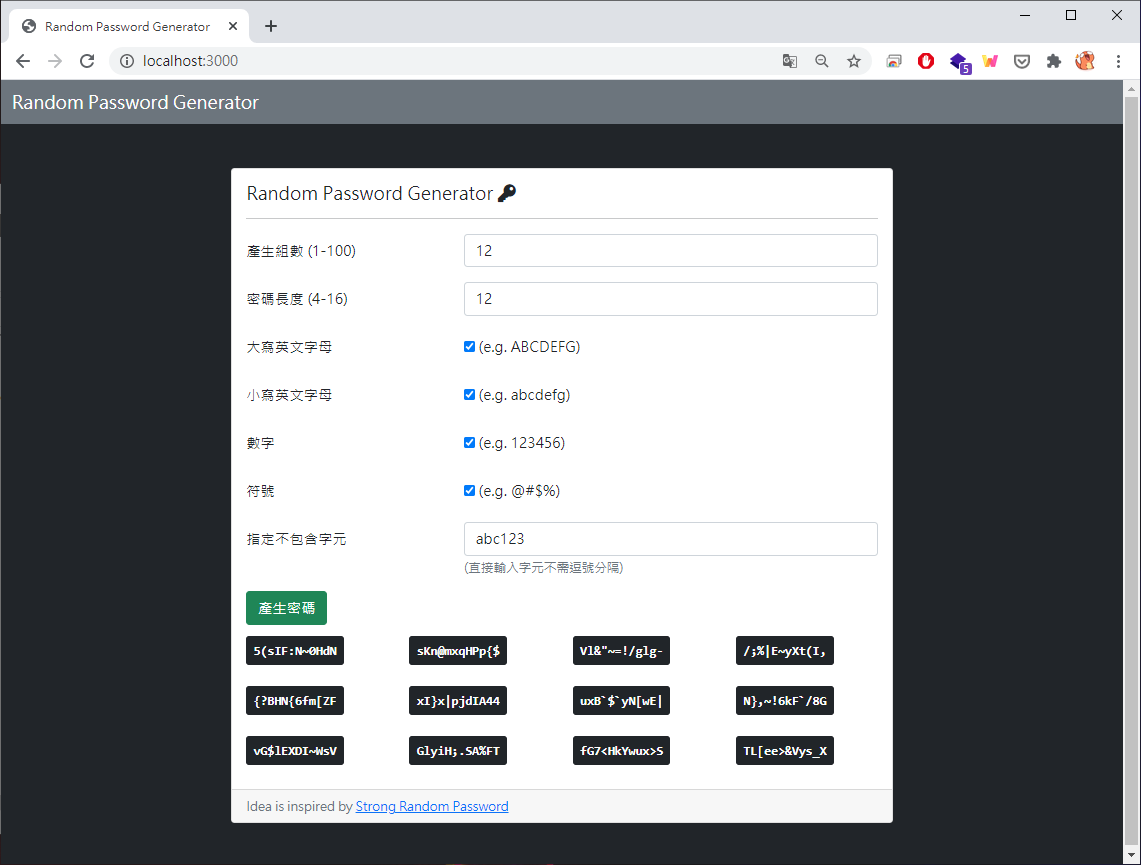 Random Password Generator
localhost:3000
5
Random Password Generator
Random Password Generator
產生組數 (1-100)
12
密碼長度 (4-16)
12
大寫英文字母
(e.g. ABCDEFG)
小寫英文字母
(e.g. abcdefg)
數字
(e.g. 123456)
符號
(e.g. @#$%)
指定不包含字元
abc123
(直接輸入字元不需逗號分隔)
產生密碼
5(sIF:N~0HdN
sKn@mxqHPp{$
Vl&"~=!/glg-
/;%|E~yXt(I,
{?BHN{6fm[ZF
xI}x|pjdIA44
uxB`$`yN[wE|
N},~!6kF`/8G
vG$lEXDI~WsV
GlyiH;.SA%FT
fG7<HkYwux>S
TL[ee>&Vys_X
Idea is inspired by Strong Random Password